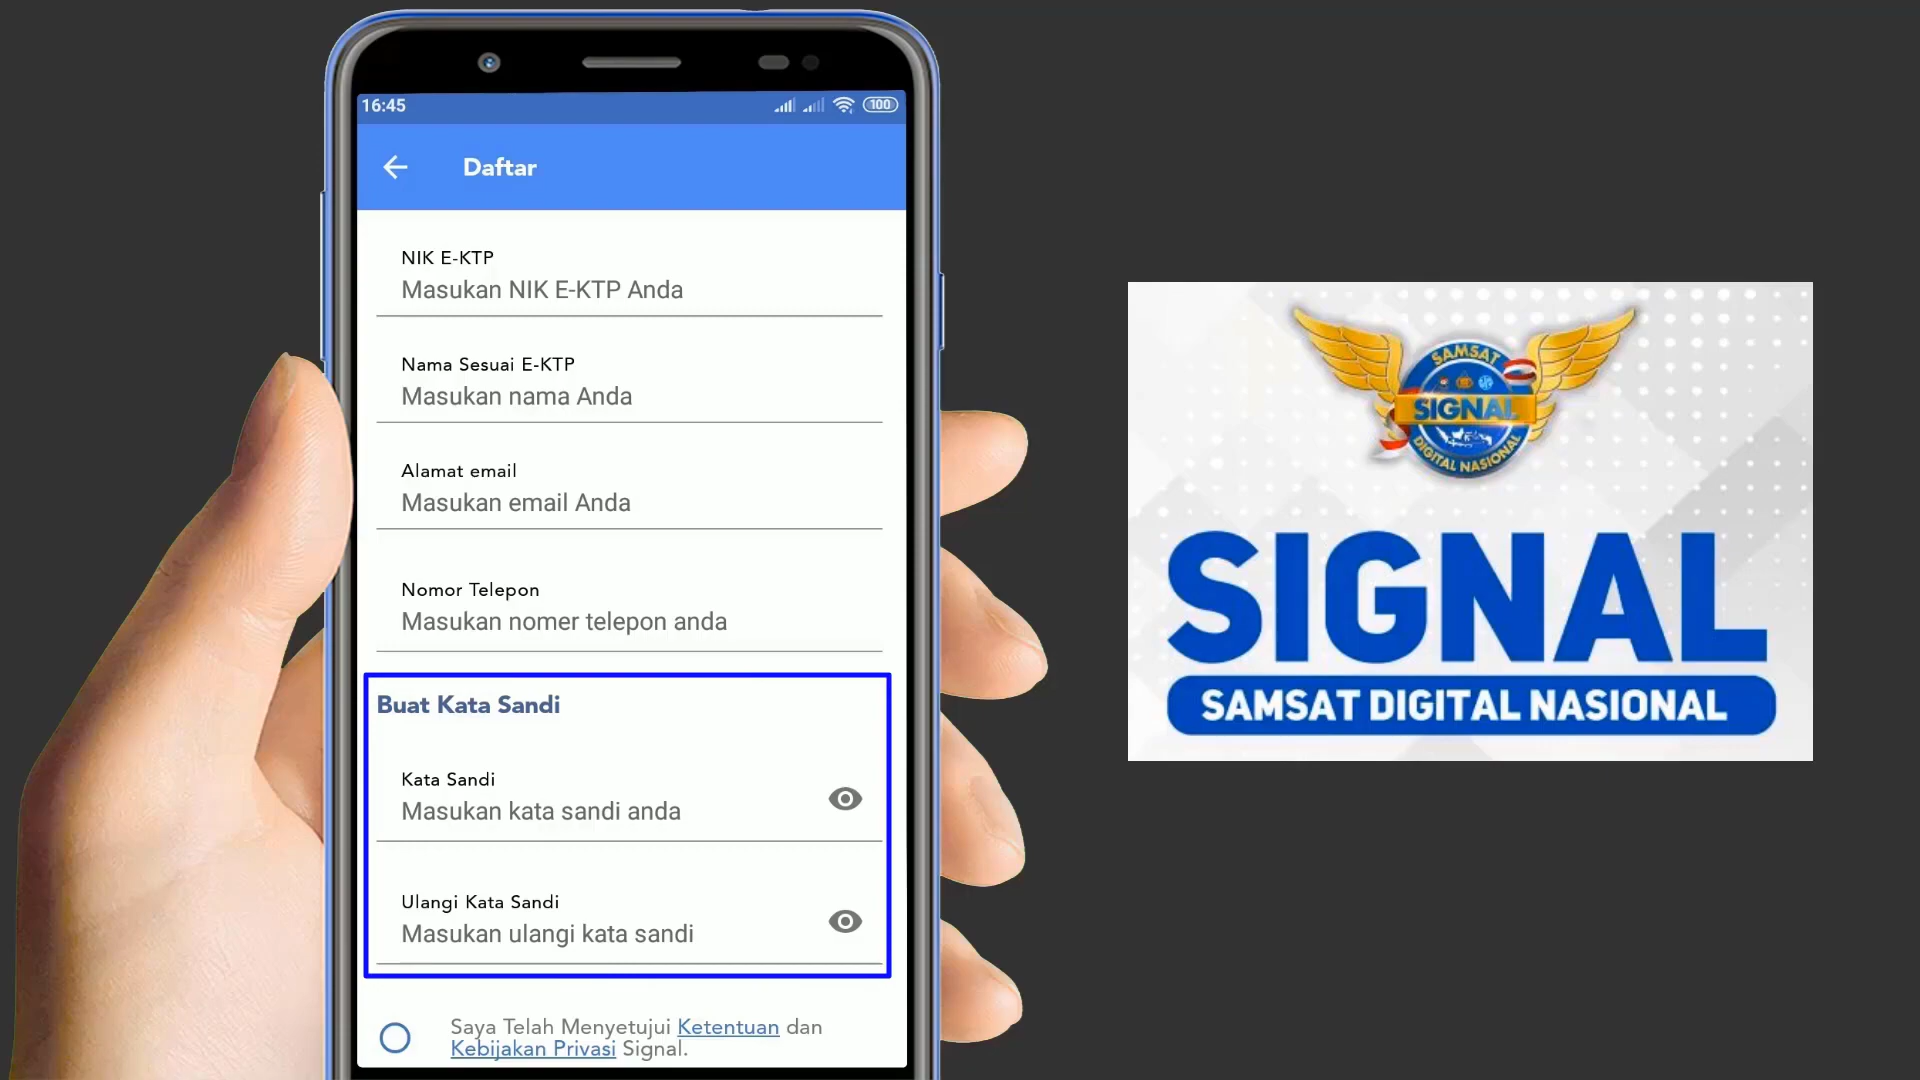 16:45
100
Daftar
NIK E-KTP
Masukan NIK E-KTP Anda
Nama Sesuai E-KTP
Masukan nama Anda
Alamat email
Masukan email Anda
Nomor Telepon
Masukan nomer telepon anda
Buat Kata Sandi
Kata Sandi
Masukan kata sandi anda
Ulangi Kata Sandi
Masukan ulangi kata sandi
Saya Telah Menyetujui Ketentuan dan
Kebijakan Privasi Signal.
SAMSAT
SIGNAL
DIGITAL NASIONAL
SIGNAL
SAMSAT DIGITAL NASIONAL